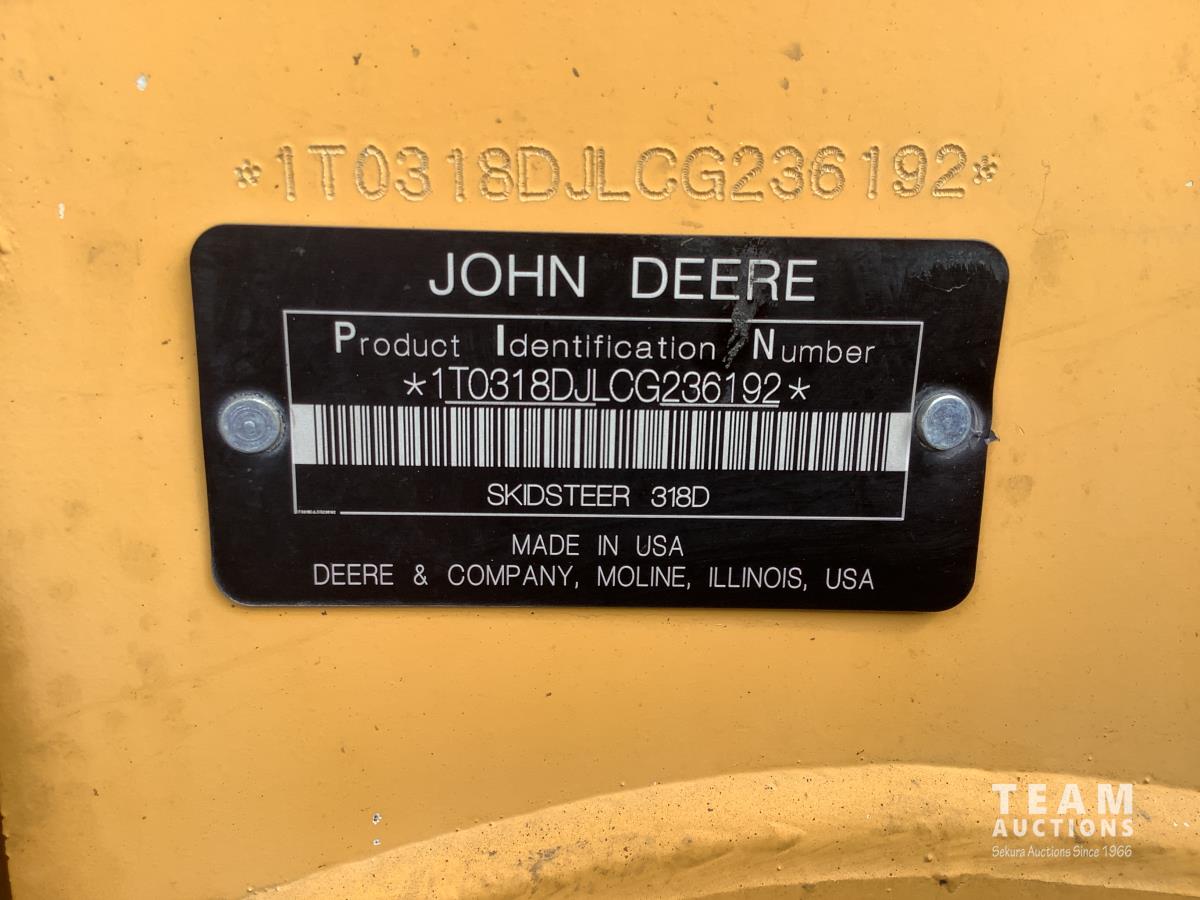 *1T0318DJLCG236192*
JOHN DEERE
Product Identification Number
*1T0318DJLCG236192*
SKIDSTEER 318D
MADE IN USA
DEERE & COMPANY, MOLINE, ILLINOIS, USA
TEAM
AUCTIONS
Sekura Auctions Since 1966